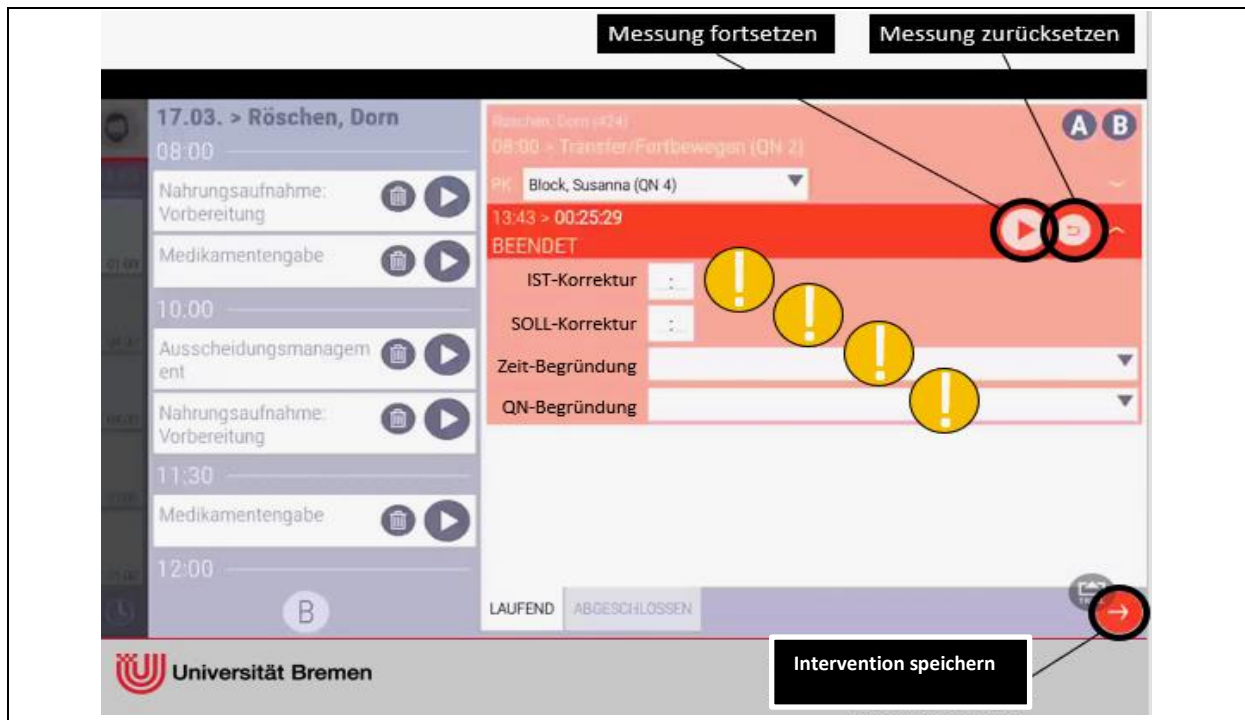 Messung fortsetzen
Messung zurücksetzen
17.03. > Röschen, Dorn
08:00
Nahrungsaufnahme:
Vorbereitung
Medikamentengabe
10:00
Ausscheidungsmanagem
ent
Nahrungsaufnahme:
Vorbereitung
11:30
Medikamentengabe
12:00
B
Röschen, Dorn (#24)
08:00 > Transfer/Fortbewegen (QN 2)
A B
PK Block, Susanna (QN 4)
13:43 > 00:25:29
BEENDET
IST-Korrektur :
!
SOLL-Korrektur :
!
Zeit-Begründung
!
QN-Begründung
!
LAUFEND ABGESCHLOSSEN
Intervention speichern
Universität Bremen